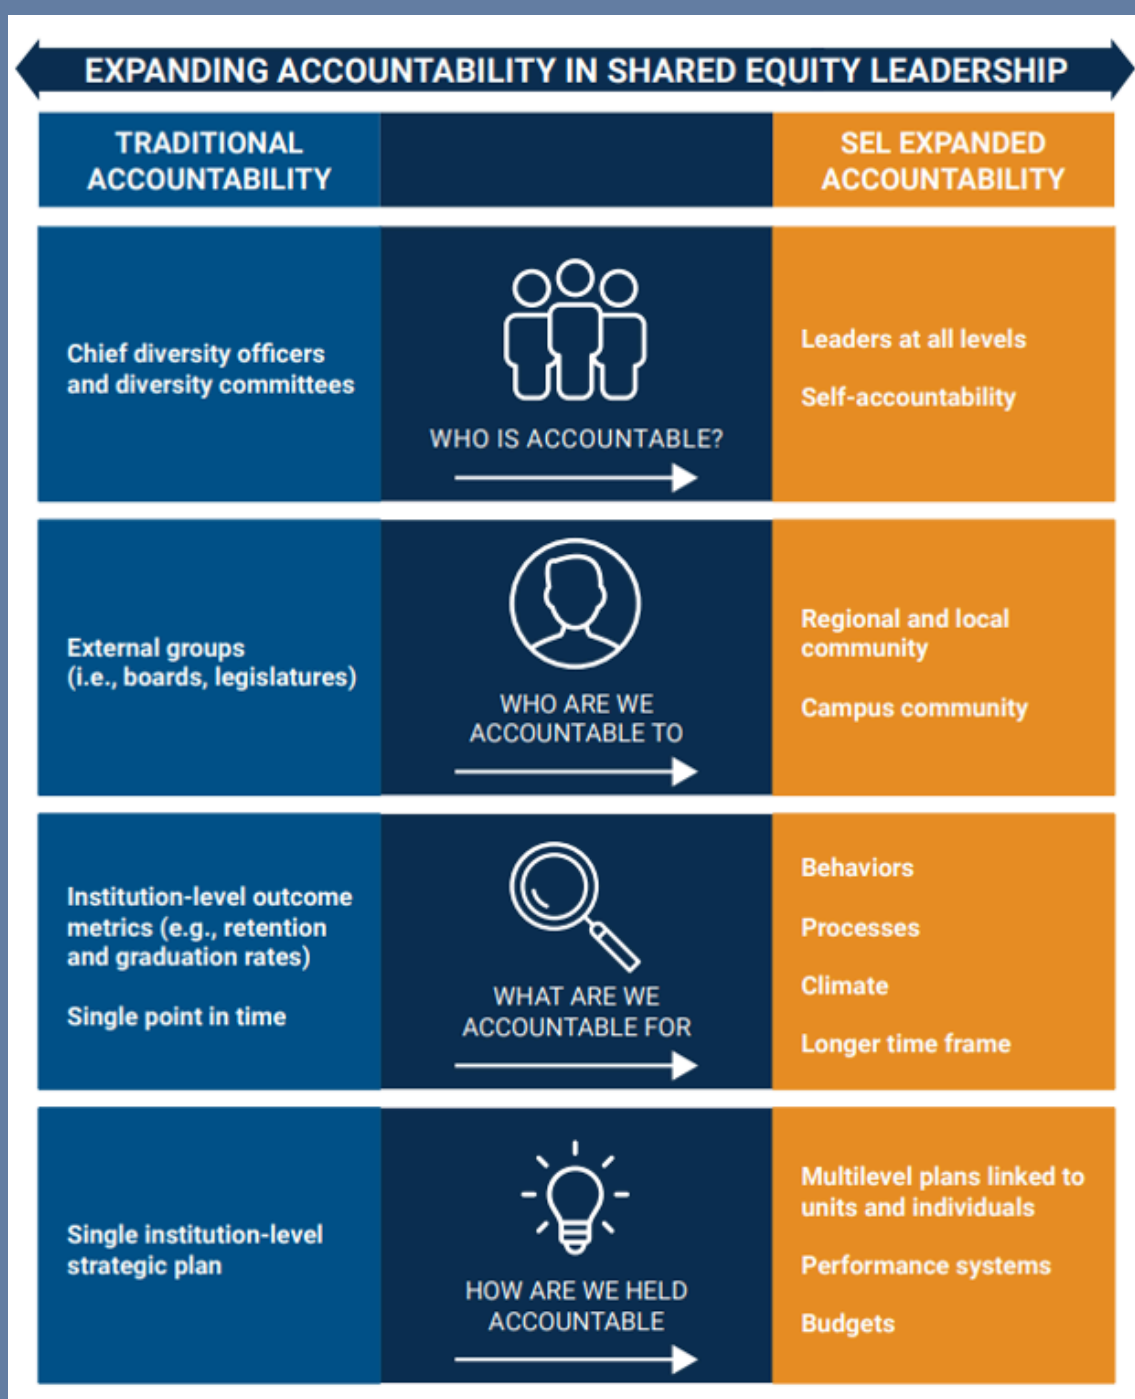 EXPANDING ACCOUNTABILITY IN SHARED EQUITY LEADERSHIP
TRADITIONAL
ACCOUNTABILITY
SEL EXPANDED
ACCOUNTABILITY
Chief diversity officers
and diversity committees
WHO IS ACCOUNTABLE?
Leaders at all levels
Self-accountability
External groups
(i.e., boards, legislatures)
WHO ARE WE
ACCOUNTABLE TO
Regional and local
community
Campus community
Institution-level outcome
metrics (e.g., retention
and graduation rates)
Single point in time
WHAT ARE WE
ACCOUNTABLE FOR
Behaviors
Processes
Climate
Longer time frame
Single institution-level
strategic plan
HOW ARE WE HELD
ACCOUNTABLE
Multilevel plans linked to
units and individuals
Performance systems
Budgets